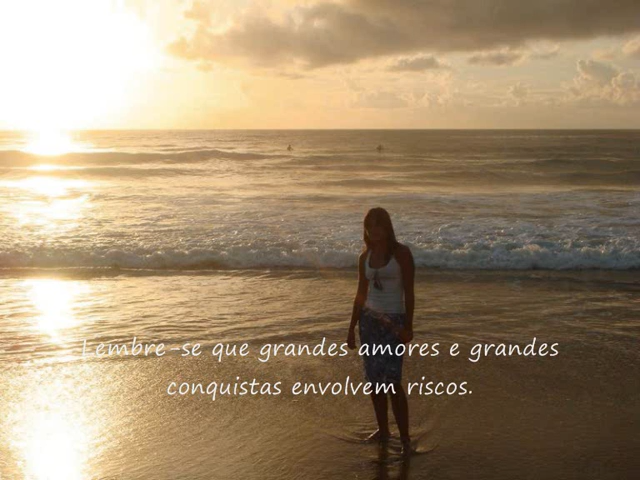 Lembre-se que grandes amores e grandes
conquistas envolvem riscos.